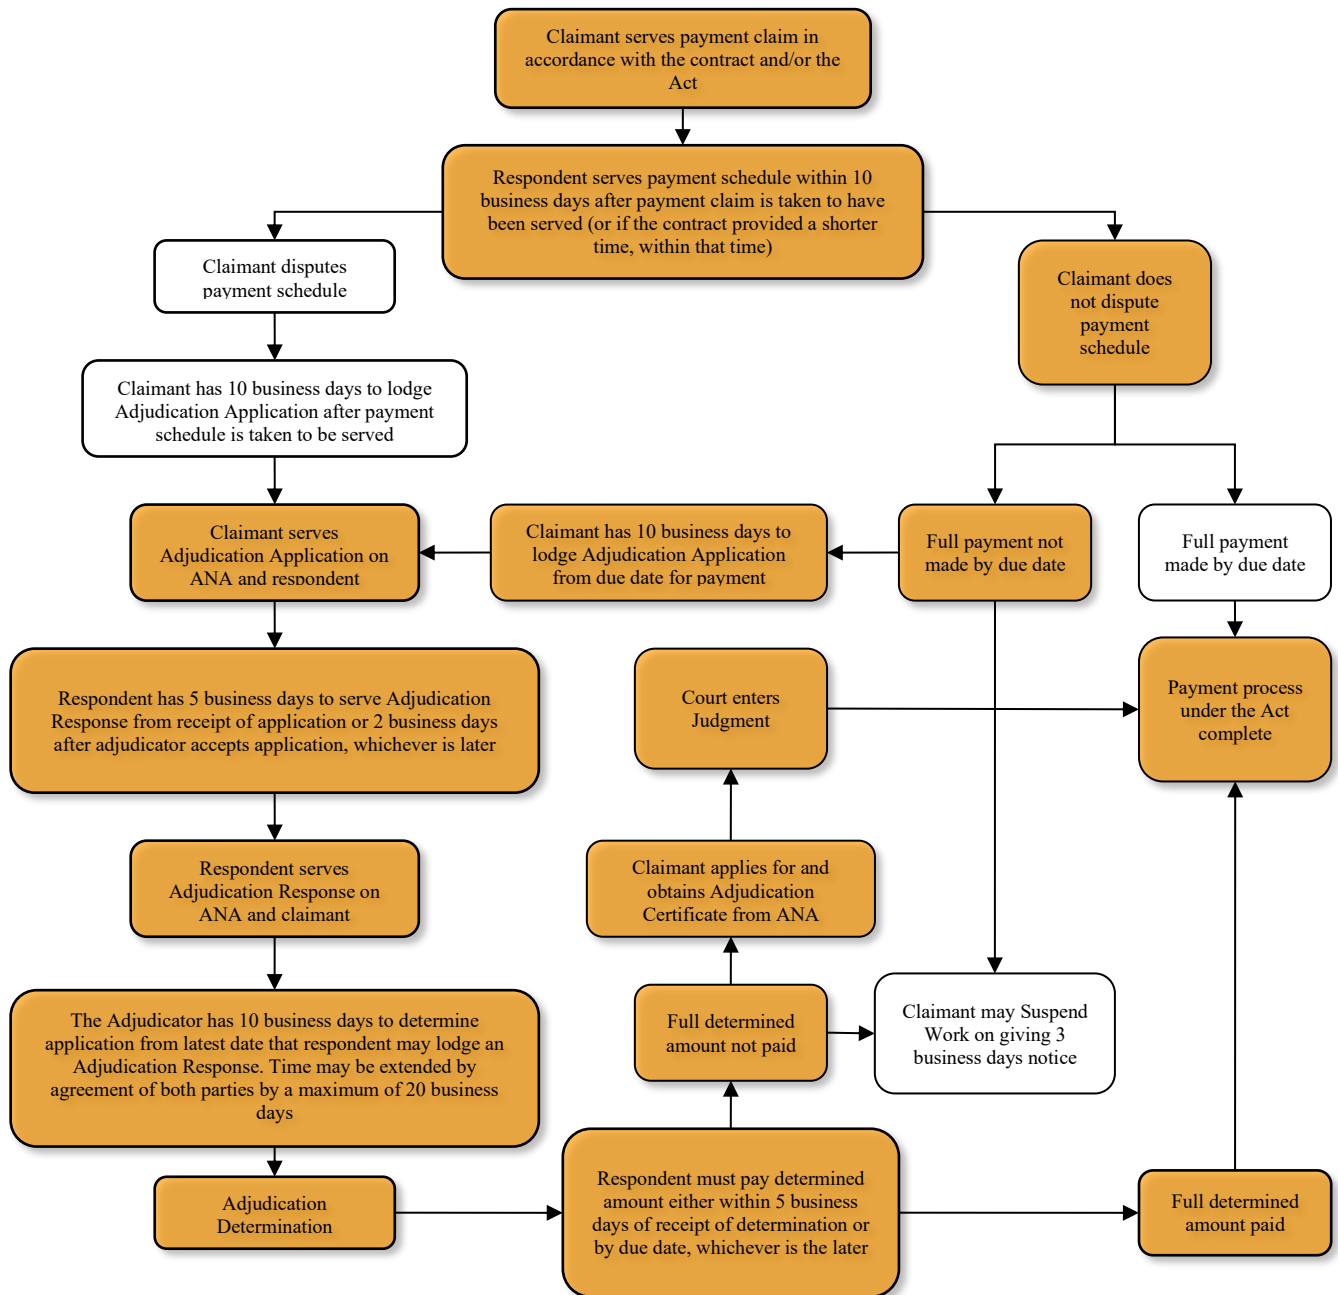 Claimant serves payment claim in
accordance with the contract and/or the
Act
Respondent serves payment schedule within 10
business days after payment claim is taken to have
been served (or if the contract provided a shorter
time, within that time)
Claimant disputes
payment schedule
Claimant does
not dispute
payment
schedule
Claimant has 10 business days to lodge
Adjudication Application after payment
schedule is taken to be served
Claimant serves
Adjudication Application on
ANA and respondent
Claimant has 10 business days to
lodge Adjudication Application
from due date for payment
Full payment not
made by due date
Full payment
made by due date
Respondent has 5 business days to serve Adjudication
Response from receipt of application or 2 business days
after adjudicator accepts application, whichever is later
Court enters
Judgment
Payment process
under the Act
complete
Respondent serves
Adjudication Response on
ANA and claimant
Claimant applies for and
obtains Adjudication
Certificate from ANA
The Adjudicator has 10 business days to determine
application from latest date that respondent may lodge an
Adjudication Response. Time may be extended by
agreement of both parties by a maximum of 20 business
days
Full determined
amount not paid
Claimant may Suspend
Work on giving 3
business days notice
Adjudication
Determination
Respondent must pay determined
amount either within 5 business
days of receipt of determination or
by due date, whichever is the later
Full determined
amount paid